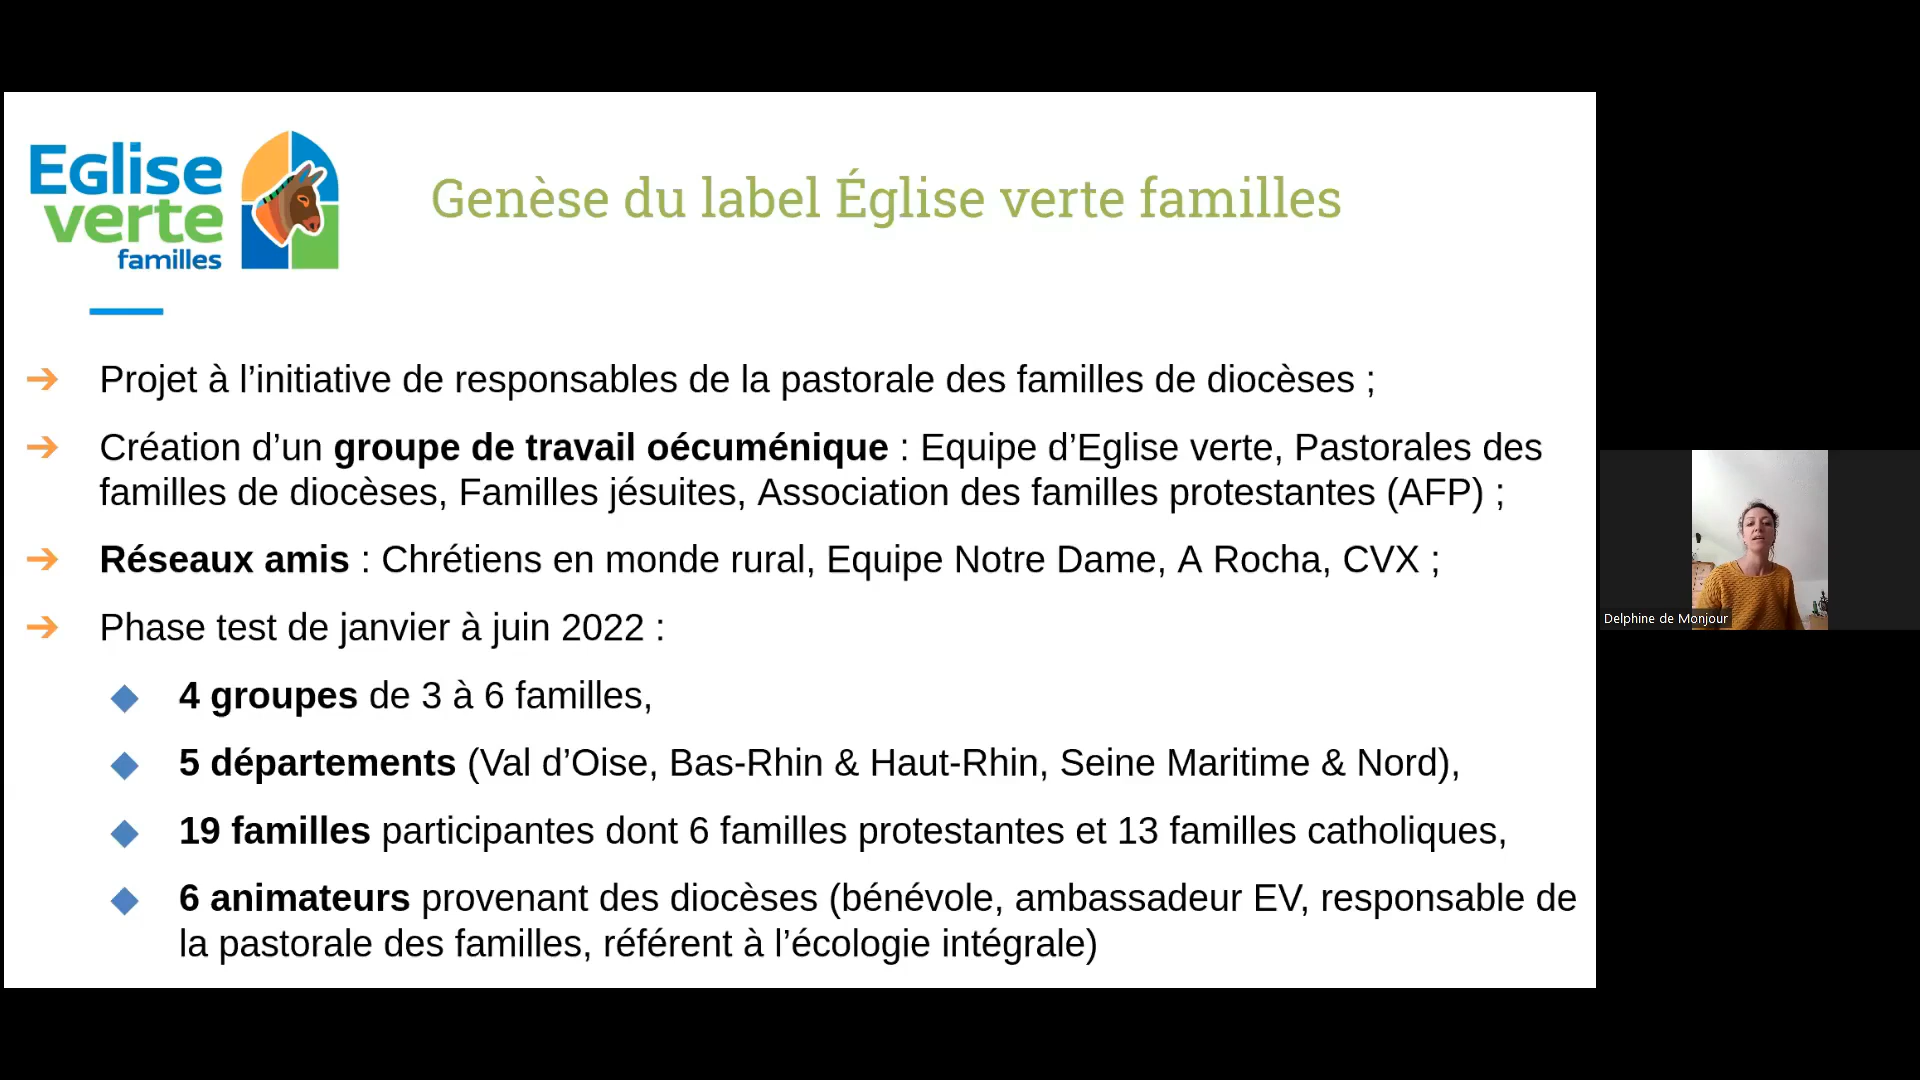 Eglise
verte
familles
Genèse du label Église verte familles
➔ Projet à l’initiative de responsables de la pastorale des familles de diocèses ;
➔ Création d’un groupe de travail oécuménique : Equipe d’Eglise verte, Pastorales des
familles de diocèses, Familles jésuites, Association des familles protestantes (AFP) ;
➔ Réseaux amis : Chrétiens en monde rural, Equipe Notre Dame, A Rocha, CVX ;
➔ Phase test de janvier à juin 2022 :
◆ 4 groupes de 3 à 6 familles,
◆ 5 départements (Val d’Oise, Bas-Rhin & Haut-Rhin, Seine Maritime & Nord),
◆ 19 familles participantes dont 6 familles protestantes et 13 familles catholiques,
◆ 6 animateurs provenant des diocèses (bénévole, ambassadeur EV, responsable de
la pastorale des familles, référent à l’écologie intégrale)
Delphine de Monjour